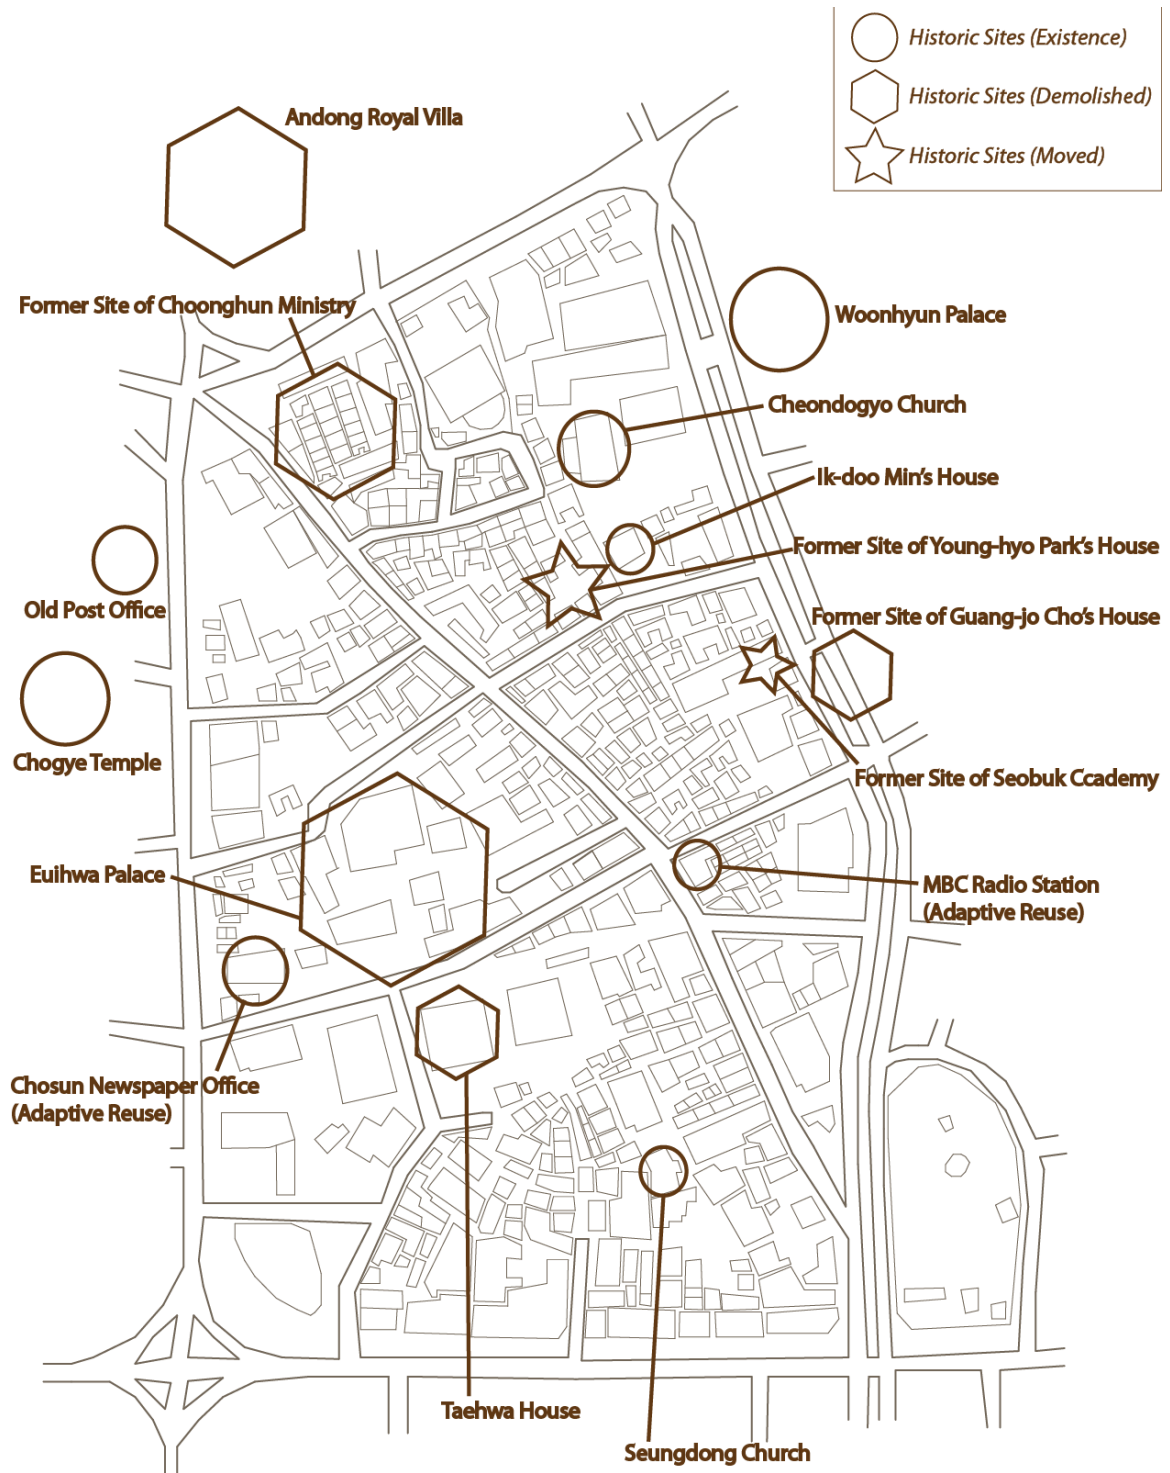 Historic Sites (Existence)
Historic Sites (Demolished)
Historic Sites (Moved)
Andong Royal Villa
Former Site of Choonghun Ministry
Woonhyun Palace
Cheondogyo Church
Ik-doo Min's House
Former Site of Young-hyo Park's House
Old Post Office
Former Site of Guang-jo Cho's House
Chogye Temple
Former Site of Seobuk Ccademy
Euihwa Palace
MBC Radio Station
(Adaptive Reuse)
Chosun Newspaper Office
(Adaptive Reuse)
Taehwa House
Seungdong Church